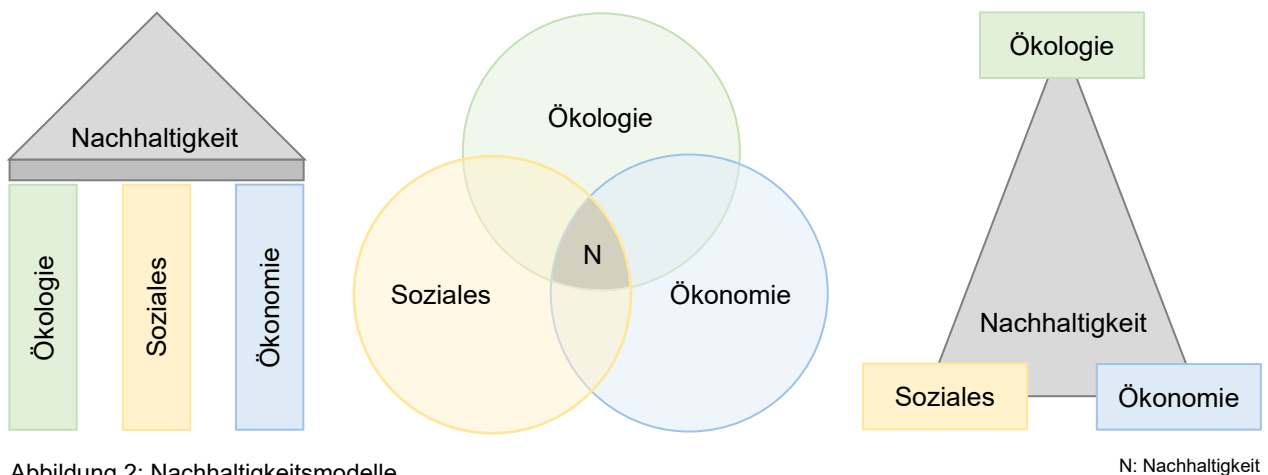 Nachhaltigkeit
Ökologie
Soziales
Ökonomie
Ökologie
Soziales
N
Ökonomie
Ökologie
Nachhaltigkeit
Soziales
Ökonomie
Abbildung 2: Nachhaltigkeitsmodelle
N: Nachhaltigkeit